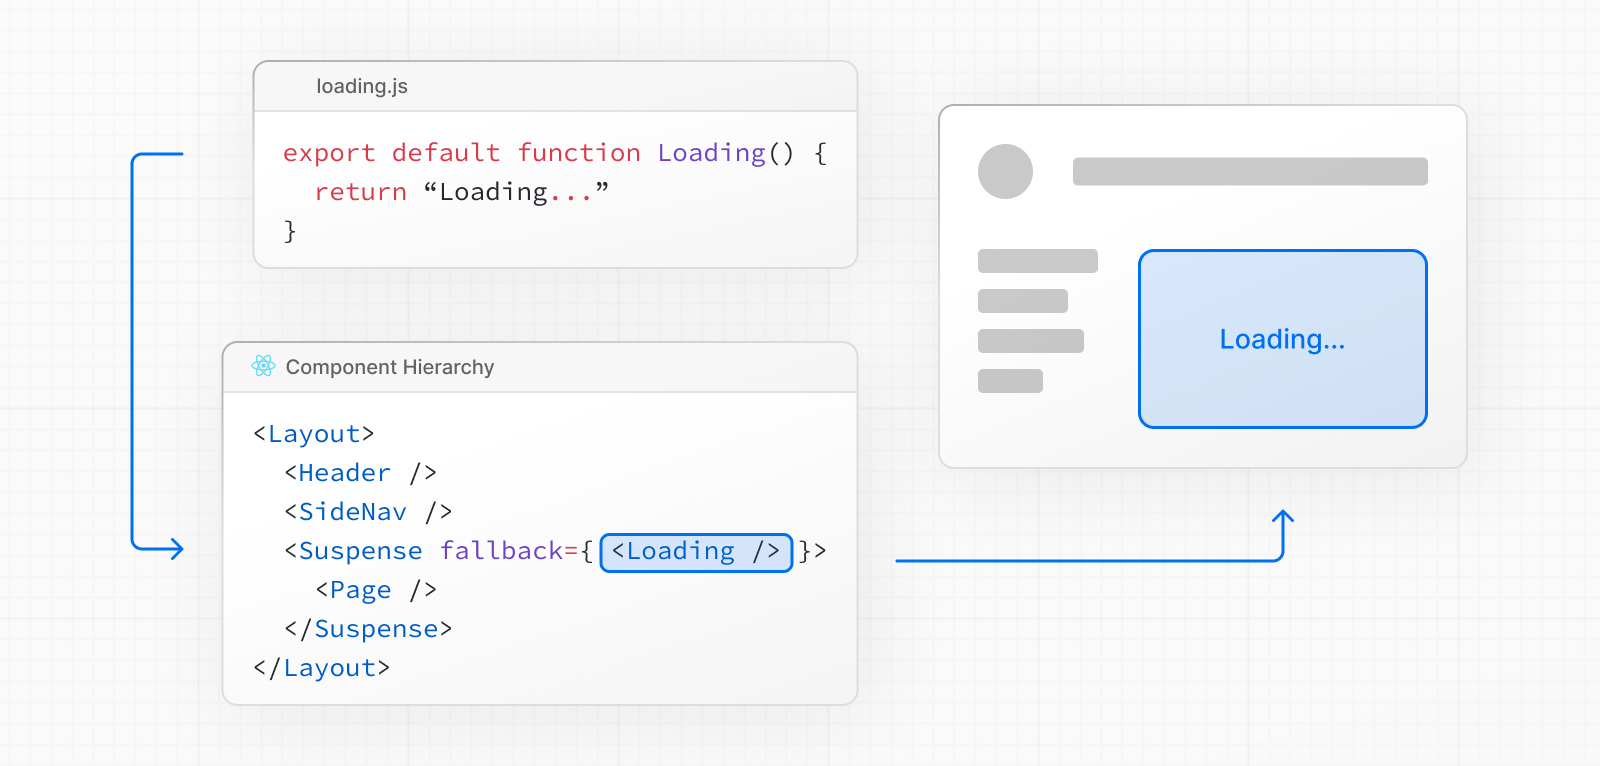 loading.js
export default function Loading() {
  return “Loading...”
}
Component Hierarchy
<Layout>
  <Header />
  <SideNav />
  <Suspense fallback={ <Loading /> }>
    <Page />
  </Suspense>
</Layout>
Loading...